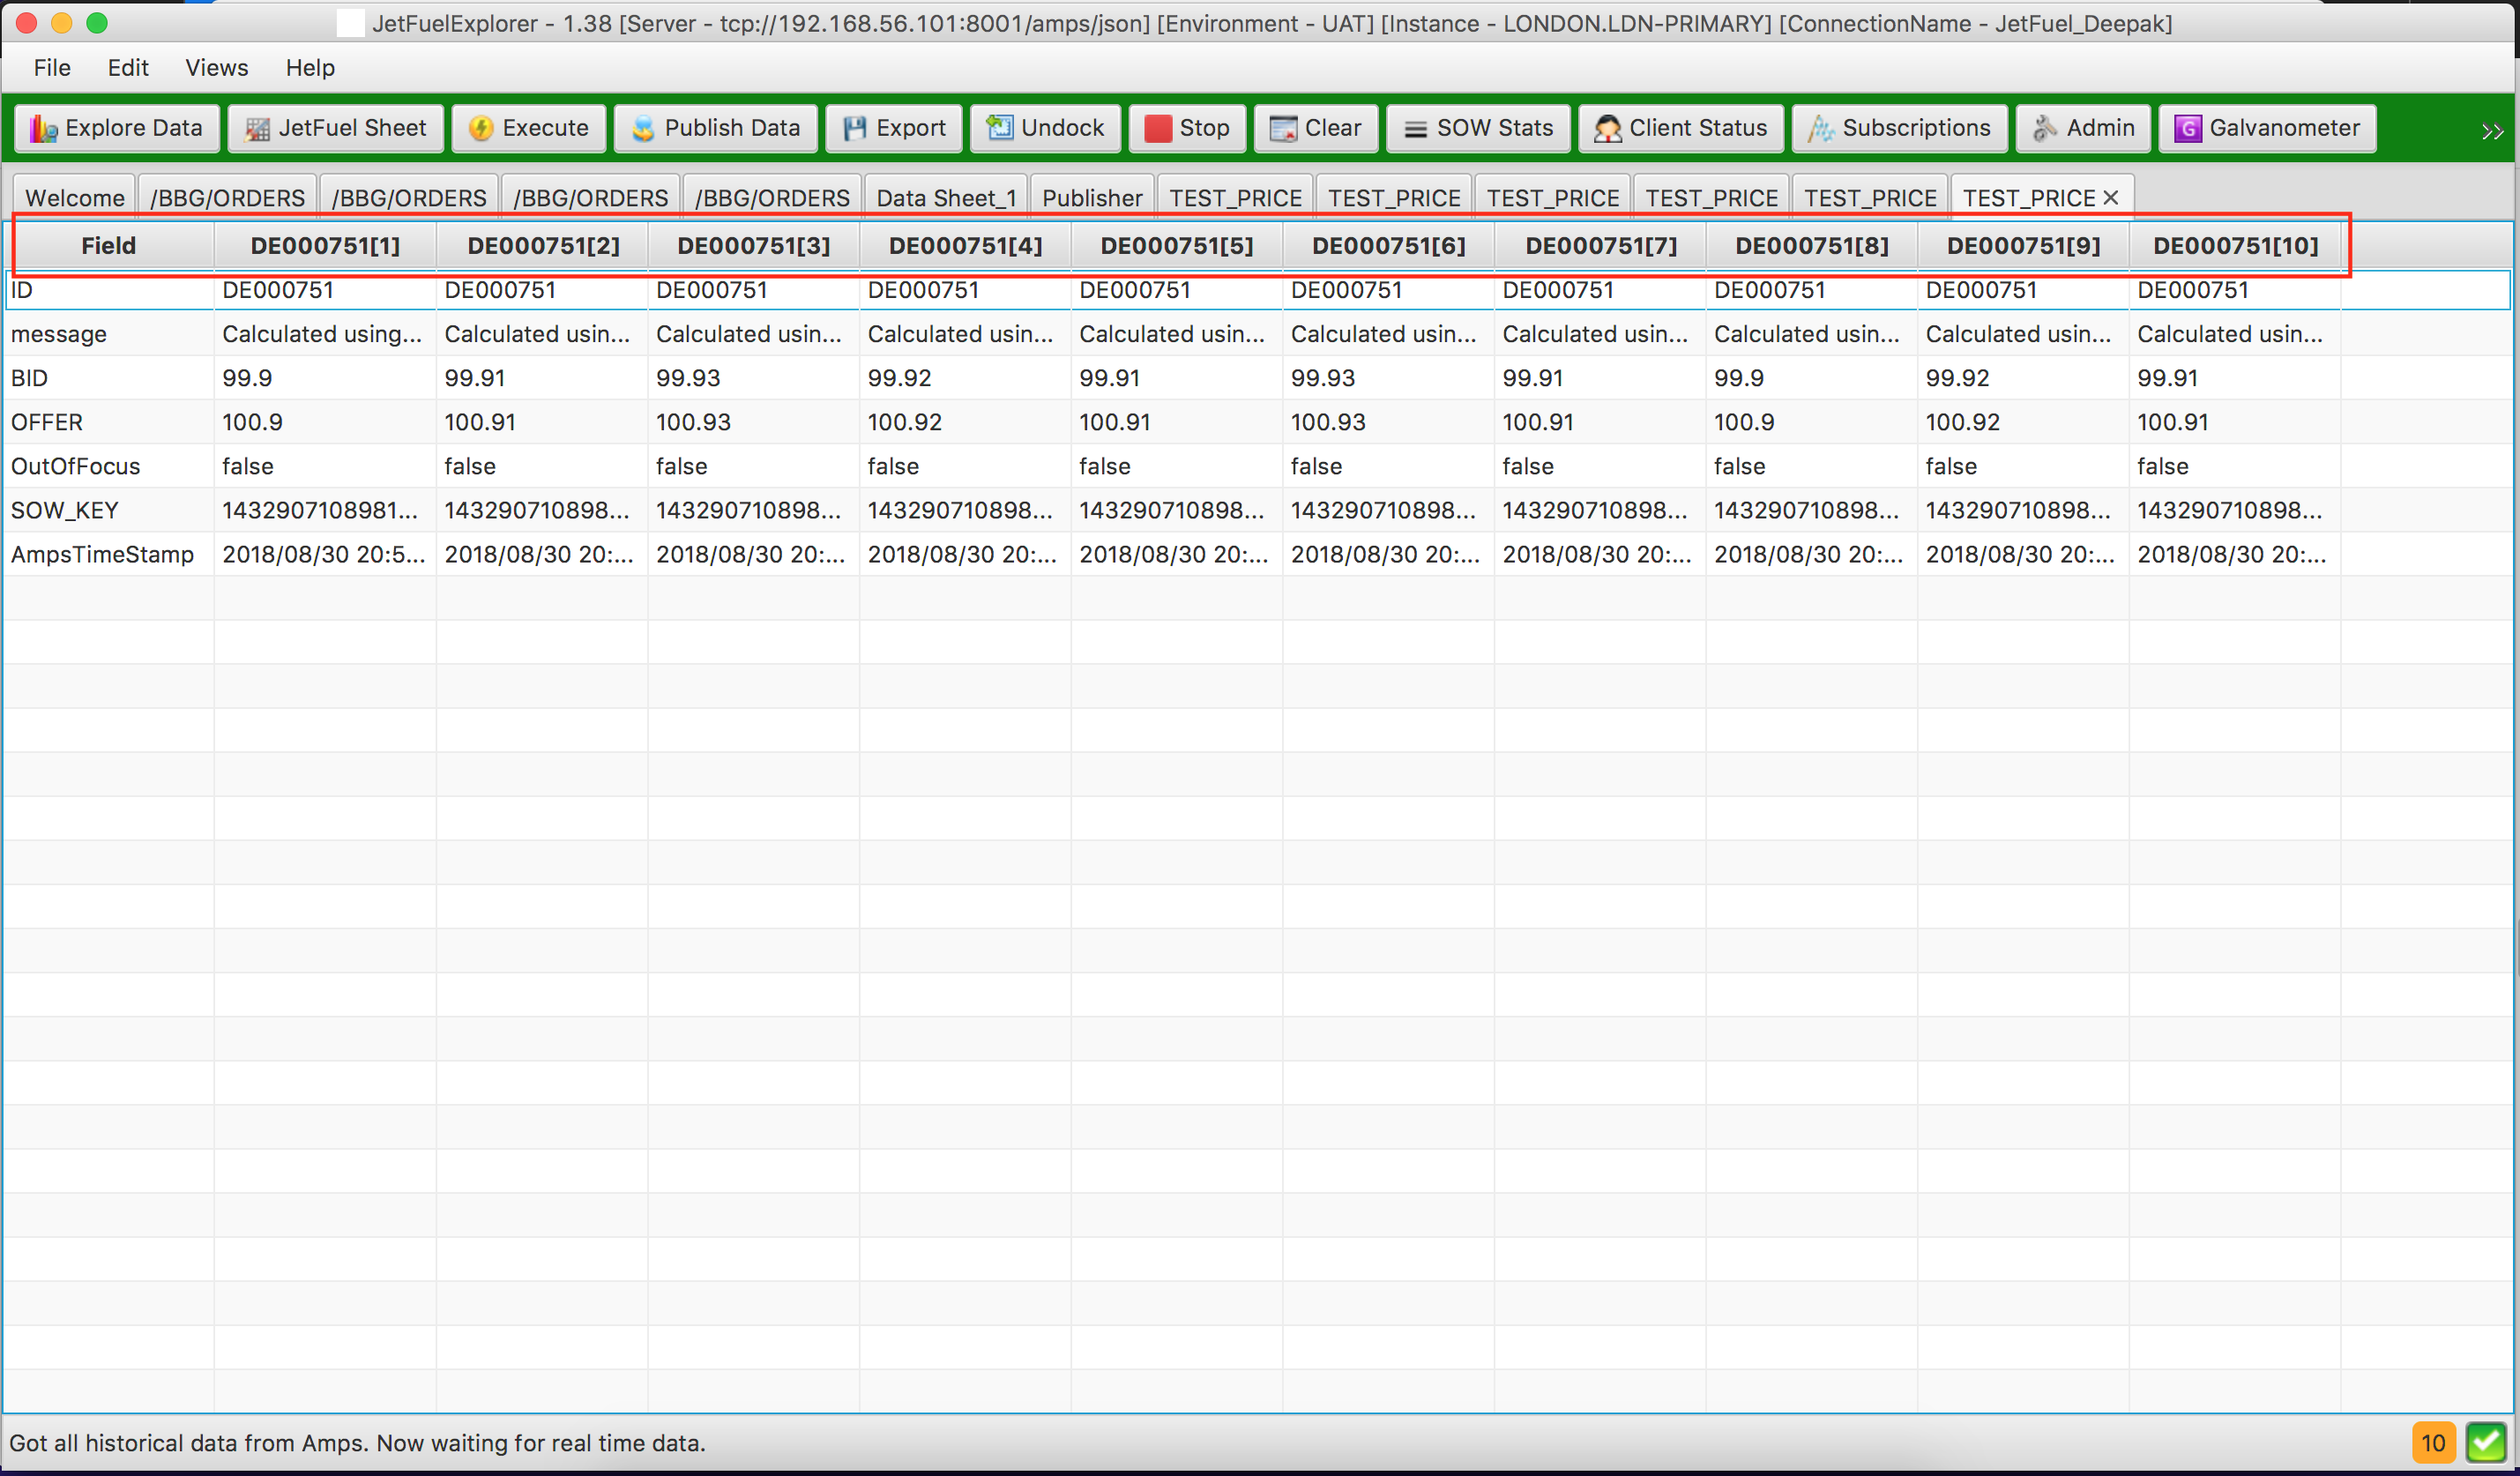 JetFuelExplorer - 1.38 [Server - tcp://192.168.56.101:8001/amps/json] [Environment - UAT] [Instance - LONDON.LDN-PRIMARY] [ConnectionName - JetFuel_Deepak]
File Edit Views Help
Explore Data JetFuel Sheet Execute Publish Data Export Undock Stop Clear SOW Stats Client Status Subscriptions Admin G Galvanometer
Welcome /BBG/ORDERS /BBG/ORDERS /BBG/ORDERS /BBG/ORDERS Data Sheet_1 Publisher TEST_PRICE TEST_PRICE TEST_PRICE TEST_PRICE TEST_PRICE TEST_PRICE
Field DE000751[1] DE000751[2] DE000751[3] DE000751[4] DE000751[5] DE000751[6] DE000751[7] DE000751[8] DE000751[9] DE000751[10]
ID DE000751 DE000751 DE000751 DE000751 DE000751 DE000751 DE000751 DE000751 DE000751 DE000751
message Calculated using... Calculated usin... Calculated usin... Calculated usin... Calculated usin... Calculated usin... Calculated usin... Calculated usin... Calculated usin... Calculated usin...
BID 99.9 99.91 99.93 99.92 99.91 99.93 99.91 99.9 99.92 99.91
OFFER 100.9 100.91 100.93 100.92 100.91 100.93 100.91 100.9 100.92 100.91
OutOfFocus false false false false false false false false false false
SOW_KEY 1432907108981... 143290710898... 143290710898... 143290710898... 143290710898... 143290710898... 143290710898... 143290710898... 143290710898... 143290710898...
AmpsTimeStamp 2018/08/30 20:5... 2018/08/30 20:... 2018/08/30 20:... 2018/08/30 20:... 2018/08/30 20:... 2018/08/30 20:... 2018/08/30 20:... 2018/08/30 20:... 2018/08/30 20:... 2018/08/30 20:...
Got all historical data from Amps. Now waiting for real time data. 10